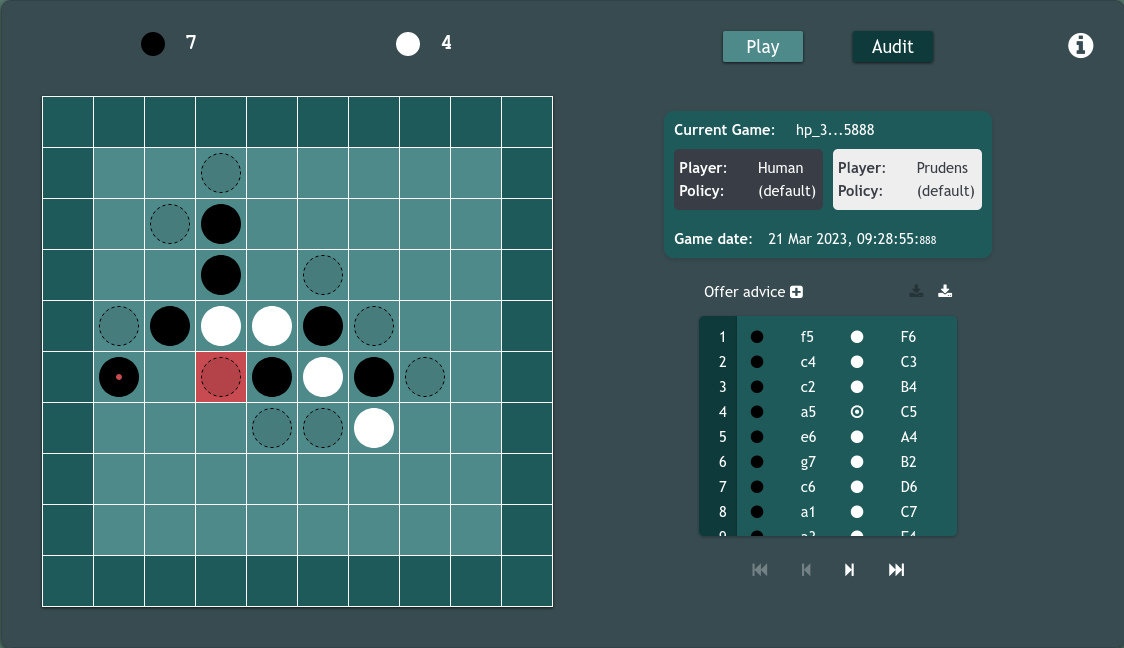 7 4 Play Audit
Current Game: hp_3...5888
Player: Human Player: Prudens
Policy: (default) Policy: (default)
Game date: 21 Mar 2023, 09:28:55:888
Offer advice
1 f5 F6
2 c4 C3
3 c2 B4
4 a5 C5
5 e6 A4
6 g7 B2
7 c6 D6
8 a1 C7